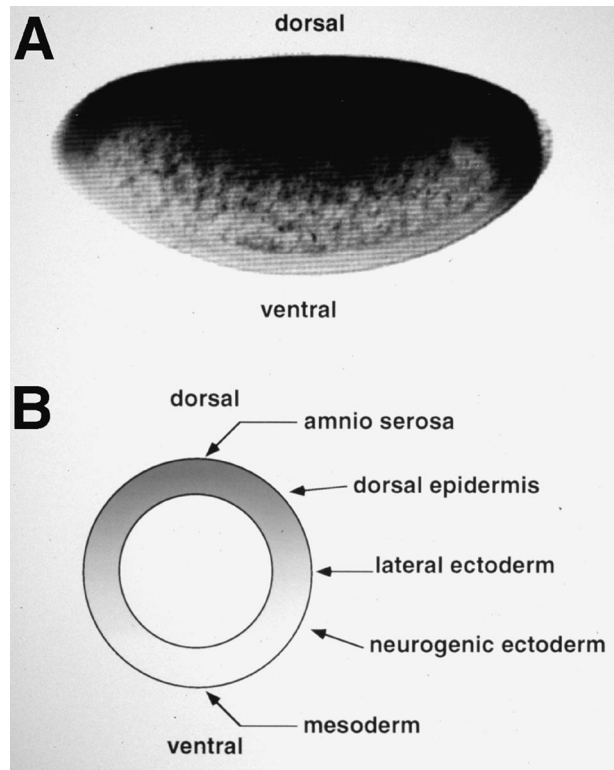 A
dorsal
ventral
B
dorsal
amnio serosa
dorsal epidermis
lateral ectoderm
neurogenic ectoderm
mesoderm
ventral